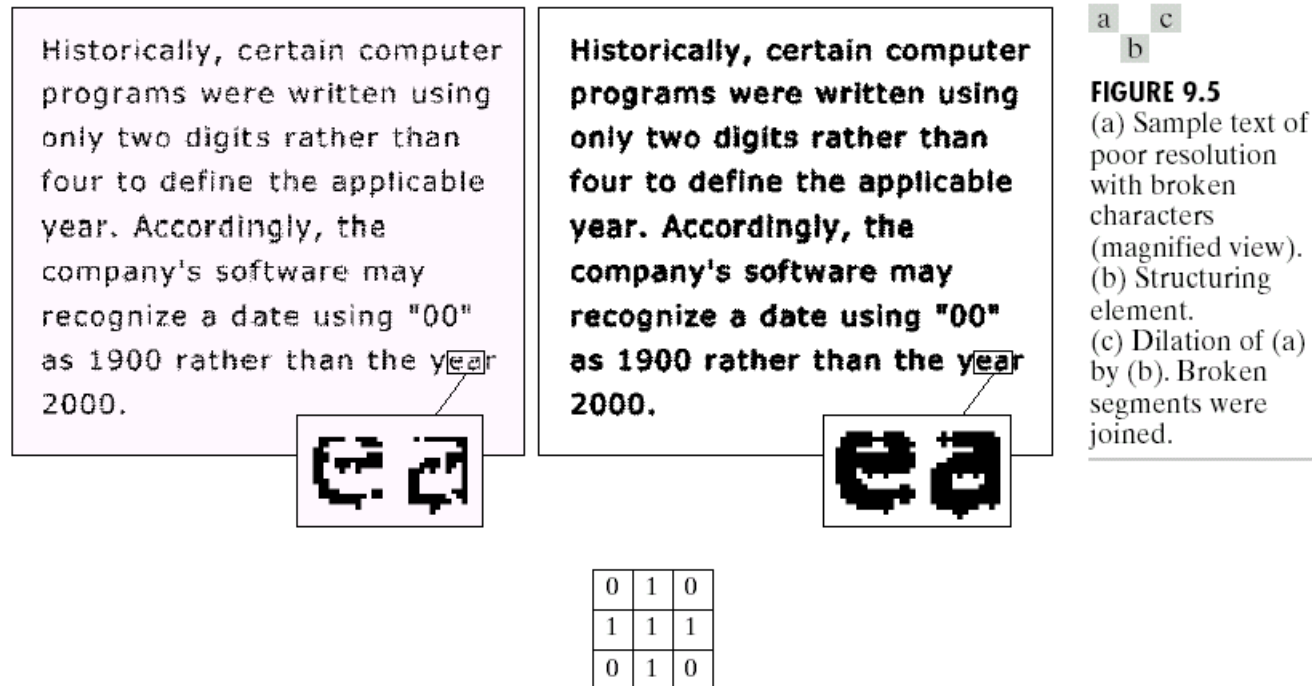 Historically, certain computer
programs were written using
only two digits rather than
four to define the applicable
year. Accordingly, the
company's software may
recognize a date using "00"
as 1900 rather than the year
2000.
ea
Historically, certain computer
programs were written using
only two digits rather than
four to define the applicable
year. Accordingly, the
company's software may
recognize a date using "00"
as 1900 rather than the year
2000.
ea
a c
b
FIGURE 9.5
(a) Sample text of
poor resolution
with broken
characters
(magnified view).
(b) Structuring
element.
(c) Dilation of (a)
by (b). Broken
segments were
joined.
0 1 0
1 1 1
0 1 0